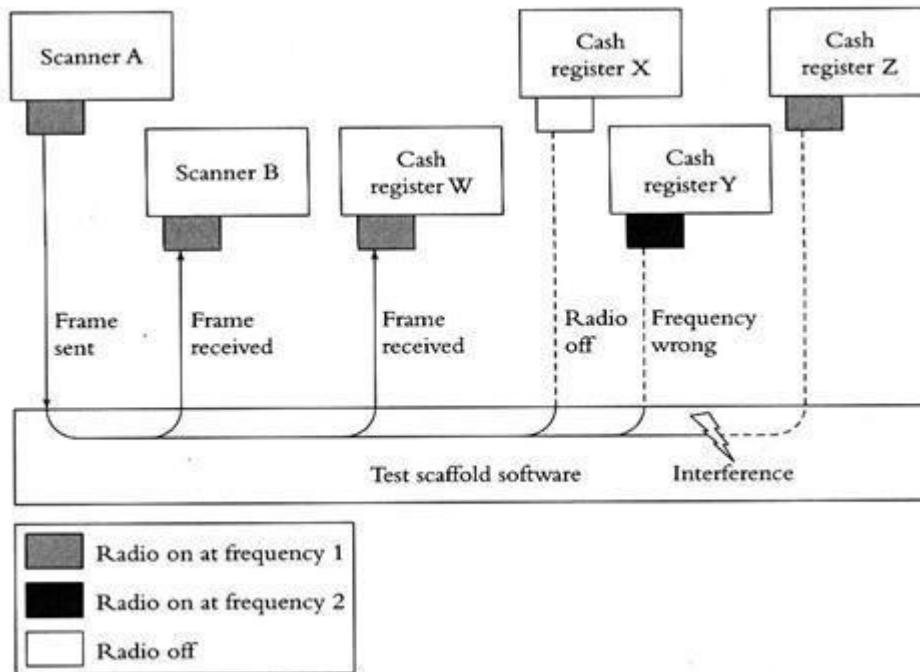 Scanner A
Cash
register X
Cash
register Z
Scanner B
Cash
register W
Cash
register Y
Frame
sent
Frame
received
Frame
received
Radio
off
Frequency
wrong
Test scaffold software
Interference
Radio on at frequency 1
Radio on at frequency 2
Radio off